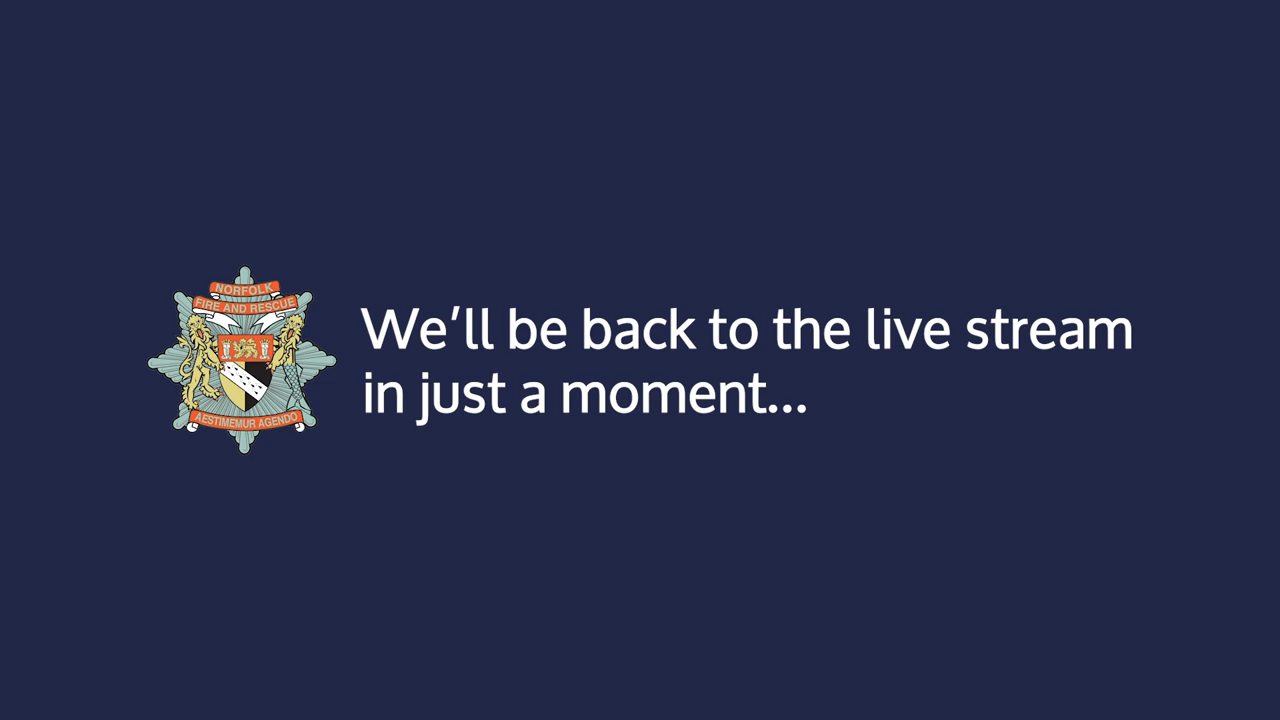 NORFOLK
FIRE AND RESCUE
AESTIMEMUR AGENDO
We'll be back to the live stream
in just a moment...